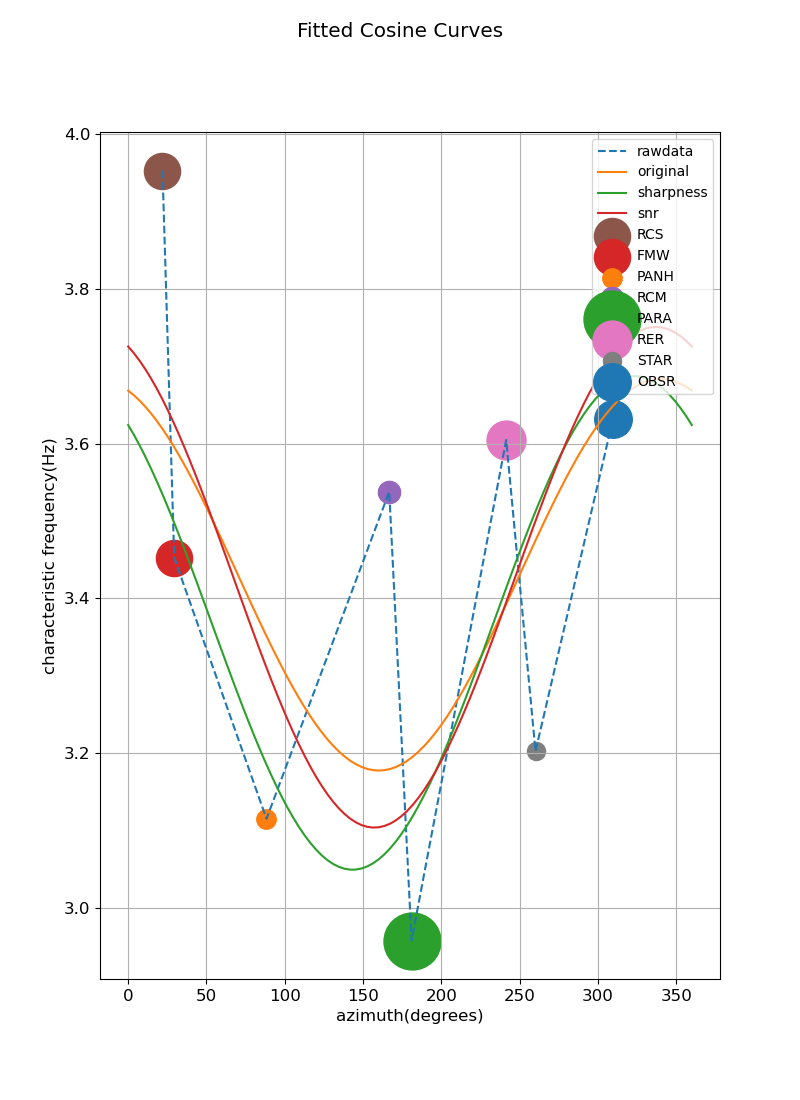 Fitted Cosine Curves
4.0
3.8
3.6
3.4
3.2
3.0
characteristic frequency(Hz)
rawdata
original
sharpness
snr
RCS
FMW
PANH
RCM
PARA
RER
STAR
OBSR
0 50 100 150 200 250 300 350
azimuth(degrees)